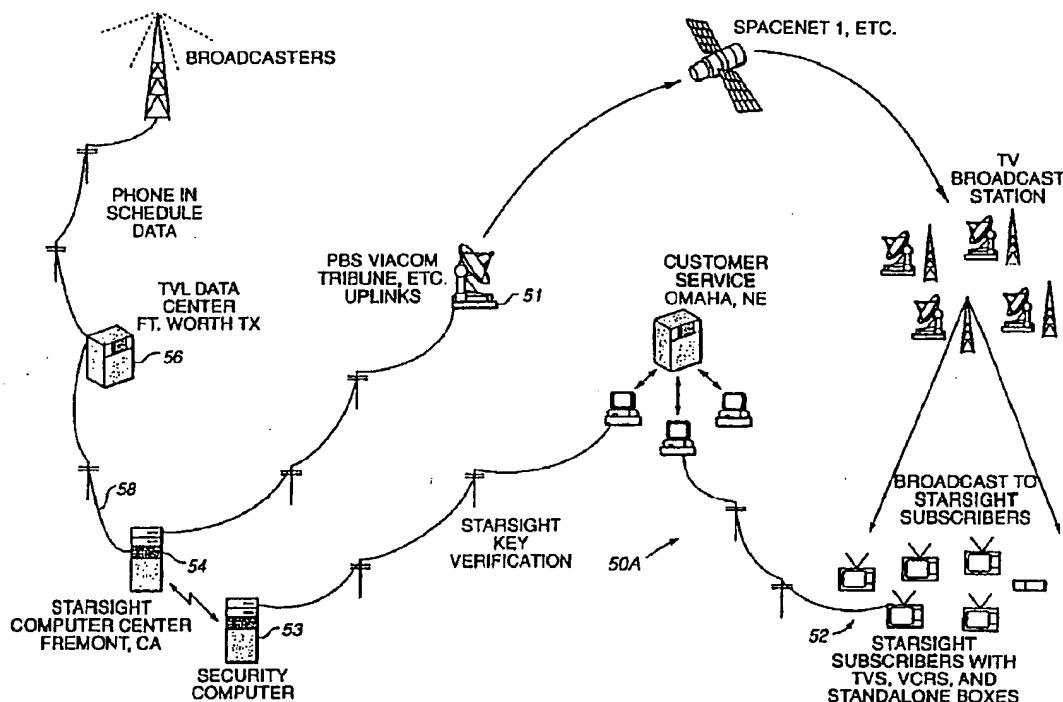 BROADCASTERS
SPACENET 1, ETC.
PHONE IN
SCHEDULE
DATA
TV
BROADCAST
STATION
PBS VIACOM
TRIBUNE, ETC.
UPLINKS
51
CUSTOMER
SERVICE
OMAHA, NE
TVL DATA
CENTER
FT. WORTH TX
56
58
54
STARSIGHT
KEY
VERIFICATION
50A
BROADCAST TO
STARSIGHT
SUBSCRIBERS
STARSIGHT
COMPUTER CENTER
FREMONT, CA
53
SECURITY
COMPUTER
52
STARSIGHT
SUBSCRIBERS WITH
TVS, VCRS, AND
STANDALONE BOXES